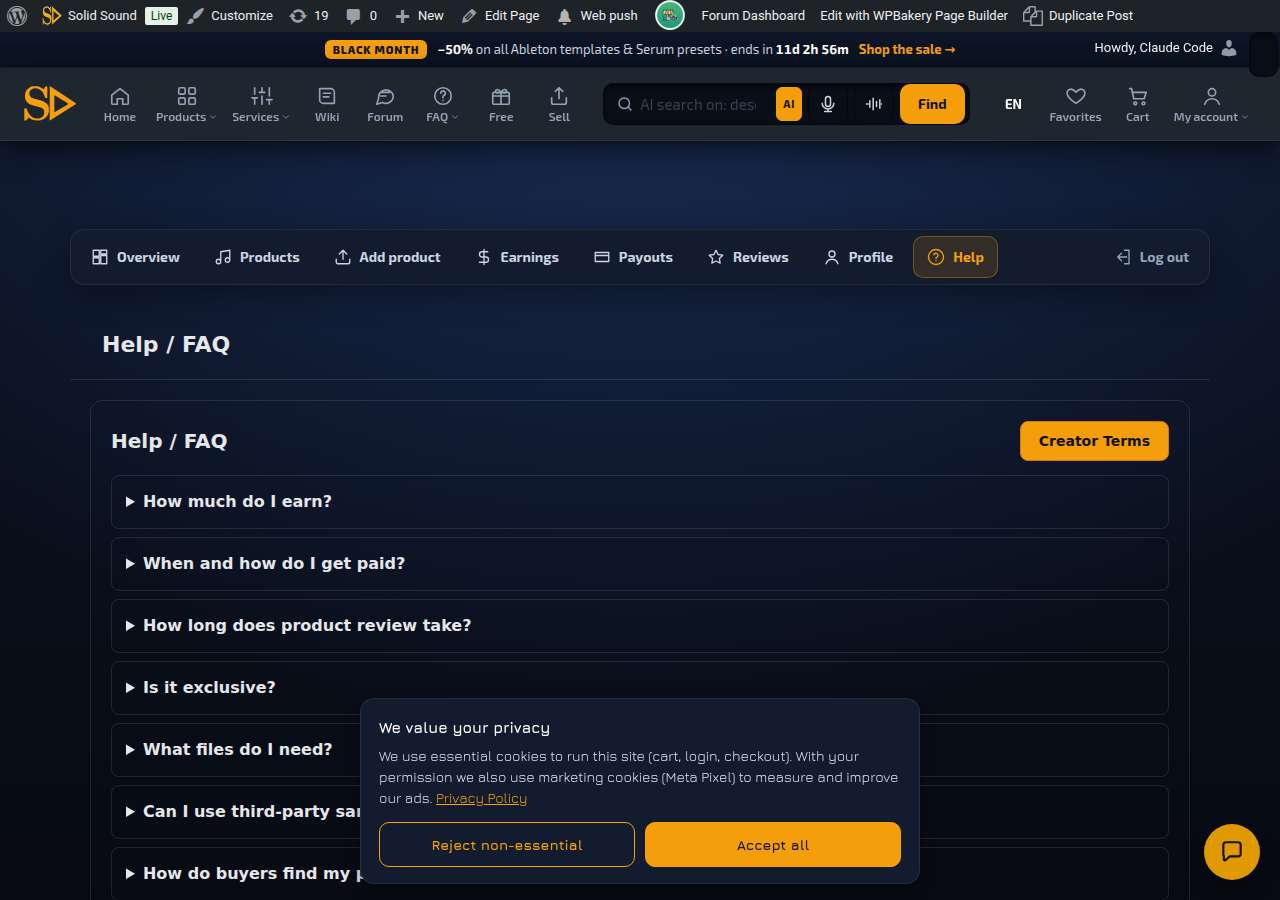 Solid Sound Live Customize 19 0 New Edit Page Web push Forum Dashboard Edit with WPBakery Page Builder Duplicate Post
BLACK MONTH –50% on all Ableton templates & Serum presets · ends in 11d 2h 56m Shop the sale →
Howdy, Claude Code
Home Products Services Wiki Forum FAQ Free Sell
AI search on: des
AI
Find
EN
Favorites Cart My account
Overview Products Add product Earnings Payouts Reviews Profile Help Log out
Help / FAQ
Help / FAQ
Creator Terms
How much do I earn?
When and how do I get paid?
How long does product review take?
Is it exclusive?
What files do I need?
Can I use third-party
How do buyers find my
We value your privacy
We use essential cookies to run this site (cart, login, checkout). With your
permission we also use marketing cookies (Meta Pixel) to measure and improve
our ads. Privacy Policy
Reject non-essential
Accept all